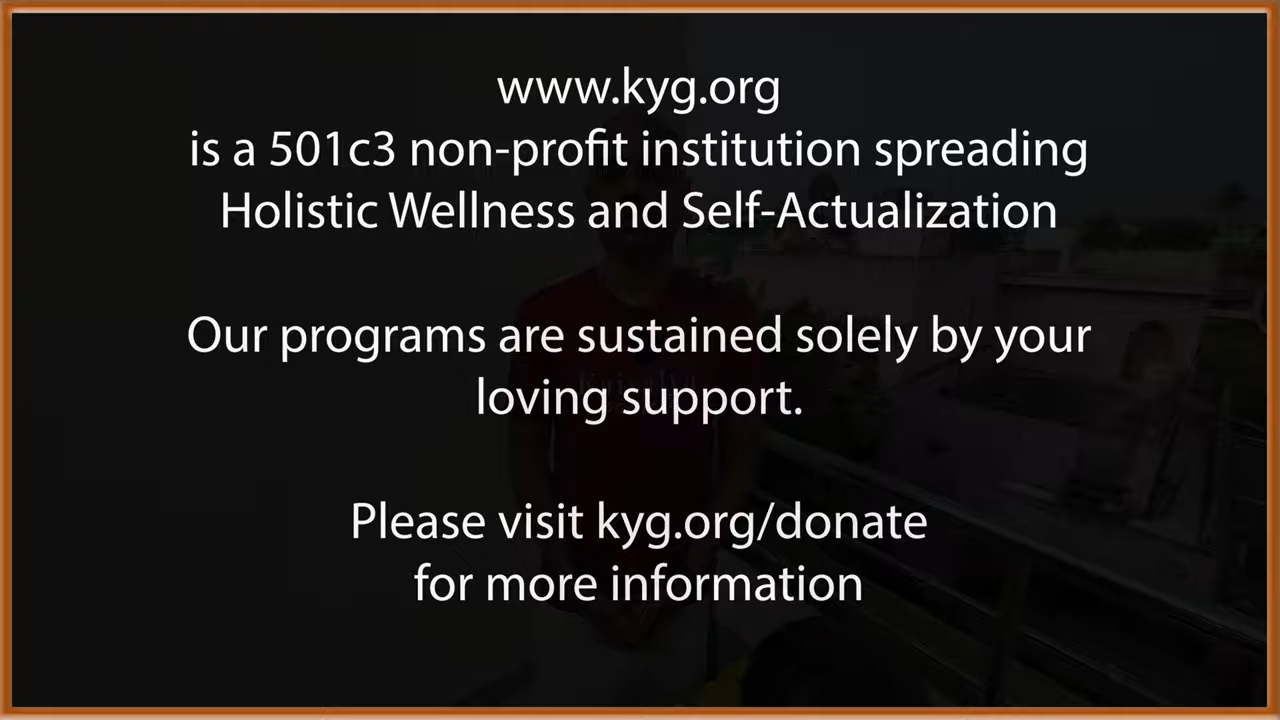 www.kyg.org
is a 501c3 non-profit institution spreading
Holistic Wellness and Self-Actualization
Our programs are sustained solely by your
loving support.
Please visit kyg.org/donate
for more information